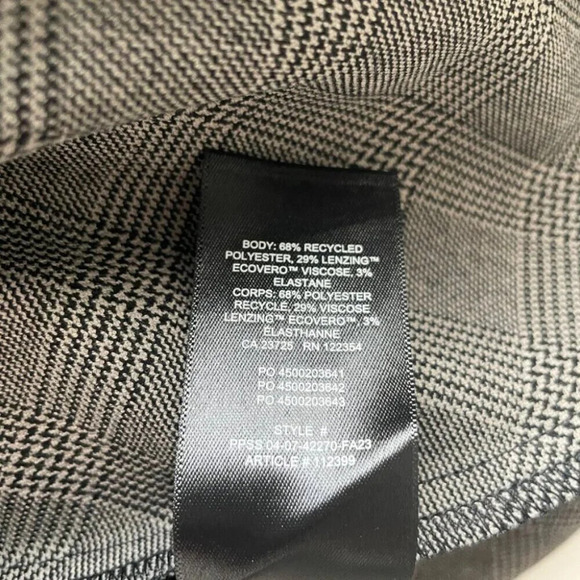 BODY: 68% RECYCLED
POLYESTER, 29% LENZING™
ECOVERO™ VISCOSE, 3%
ELASTANE
CORPS: 68% POLYESTER
RECYCLÉ, 29% VISCOSE
LENZING™ ECOVERO™, 3%
ELASTHANNE
CA 23725 RN 122354
PO 4500203641
PO 4500203642
PO 4500203643
STYLE #
PPSS 04-07-42270-FA23
ARTICLE # 112399